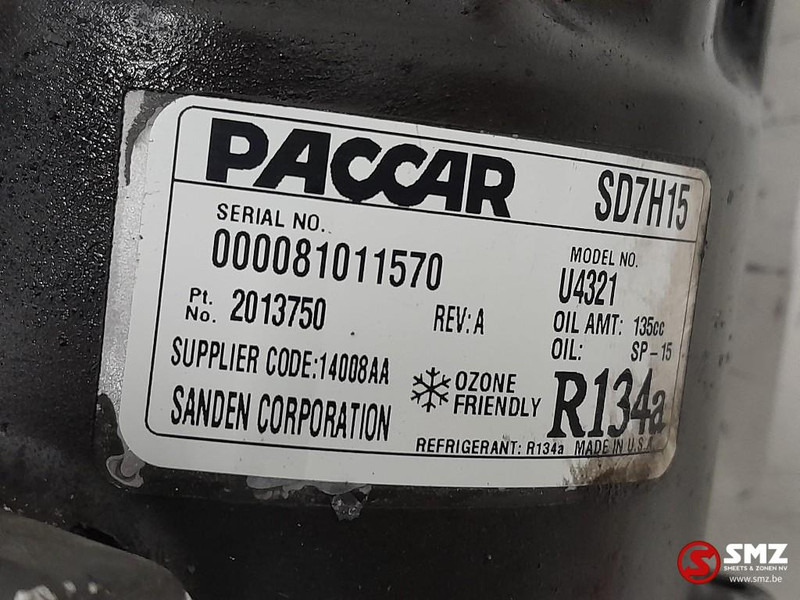 PACCAR
SD7H15
SERIAL NO.
000081011570
MODEL NO.
U4321
Pt. No. 2013750
REV: A
OIL AMT: 135cc
OIL: SP-15
SUPPLIER CODE:14008AA
OZONE FRIENDLY
R134a
SANDEN CORPORATION
REFRIGERANT: R134a MADE IN U.S.A.
SMZ
SHEETS & ZONEN NV
www.smz.be